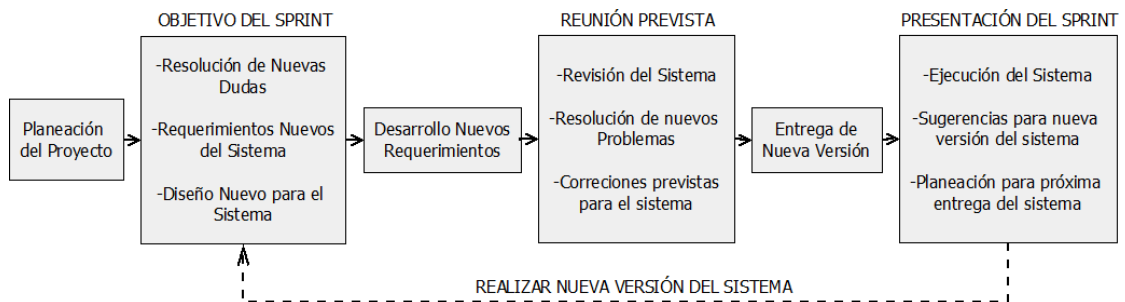 OBJETIVO DEL SPRINT
REUNIÓN PREVISTA
PRESENTACIÓN DEL SPRINT
Planeación
del Proyecto
-Resolución de Nuevas
Dudas
-Requerimientos Nuevos
del Sistema
-Diseño Nuevo para el
Sistema
Desarrollo Nuevos
Requerimientos
-Revisión del Sistema
-Resolución de nuevos
Problemas
-Correciones previstas
para el sistema
Entrega de
Nueva Versión
-Ejecución del Sistema
-Sugerencias para nueva
versión del sistema
-Planeación para próxima
entrega del sistema
REALIZAR NUEVA VERSIÓN DEL SISTEMA